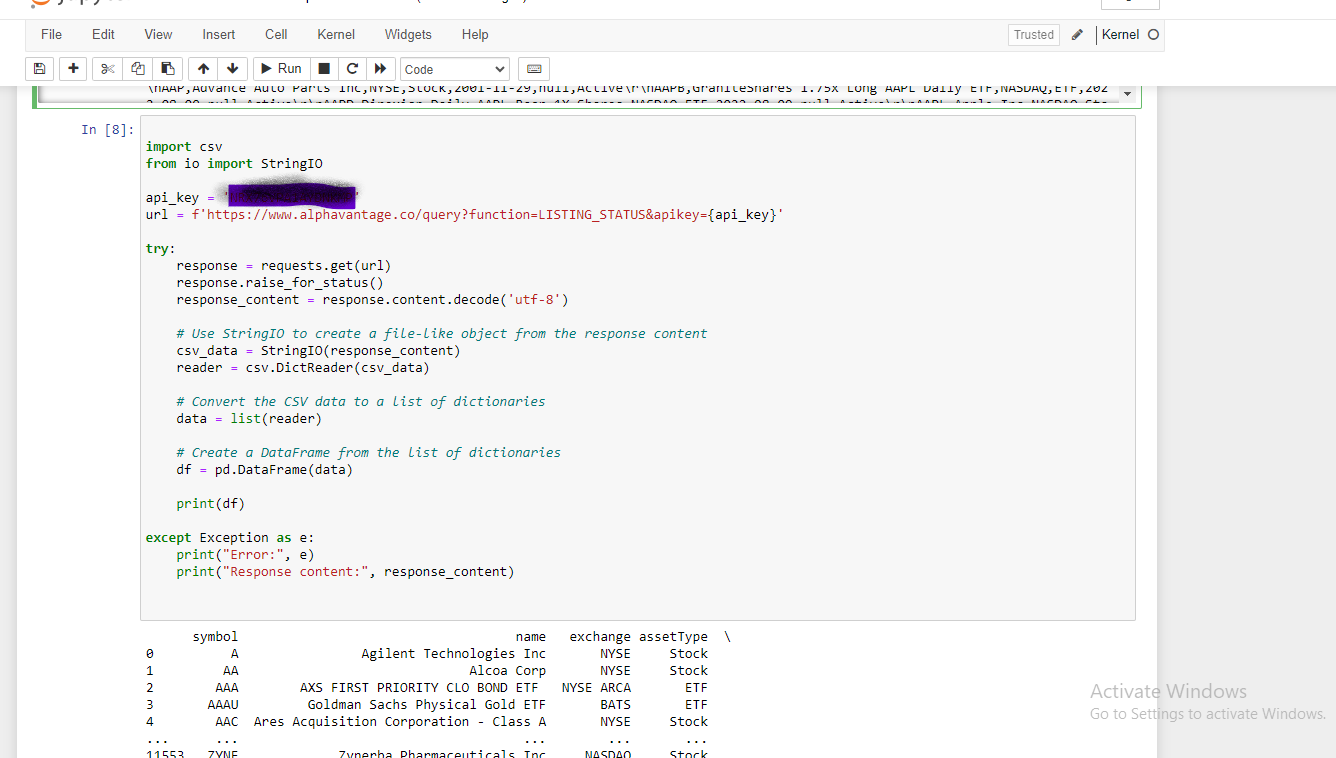 File Edit View Insert Cell Kernel Widgets Help Trusted Kernel
Run Code
\nAAP,Advance Auto Parts Inc,NYSE,Stock,2001-11-29,null,Active\r\nAAPB,GraniteShares 1.75x Long AAPL Daily ETF,NASDAQ,ETF,202
In [8]:
import csv
from io import StringIO
api_key = '
url = f'https://www.alphavantage.co/query?function=LISTING_STATUS&apikey={api_key}'
try:
response = requests.get(url)
response.raise_for_status()
response_content = response.content.decode('utf-8')
# Use StringIO to create a file-like object from the response content
csv_data = StringIO(response_content)
reader = csv.DictReader(csv_data)
# Convert the CSV data to a list of dictionaries
data = list(reader)
# Create a DataFrame from the list of dictionaries
df = pd.DataFrame(data)
print(df)
except Exception as e:
print("Error:", e)
print("Response content:", response_content)
symbol name exchange assetType \
0 A Agilent Technologies Inc NYSE Stock
1 AA Alcoa Corp NYSE Stock
2 AAA AXS FIRST PRIORITY CLO BOND ETF NYSE ARCA ETF
3 AAAU Goldman Sachs Physical Gold ETF BATS ETF
4 AAC Ares Acquisition Corporation - Class A NYSE Stock
... ... ... ... ...
11553 ZYNE Zynerba Pharmaceuticals Inc NASDAQ Stock
Activate Windows
Go to Settings to activate Windows.